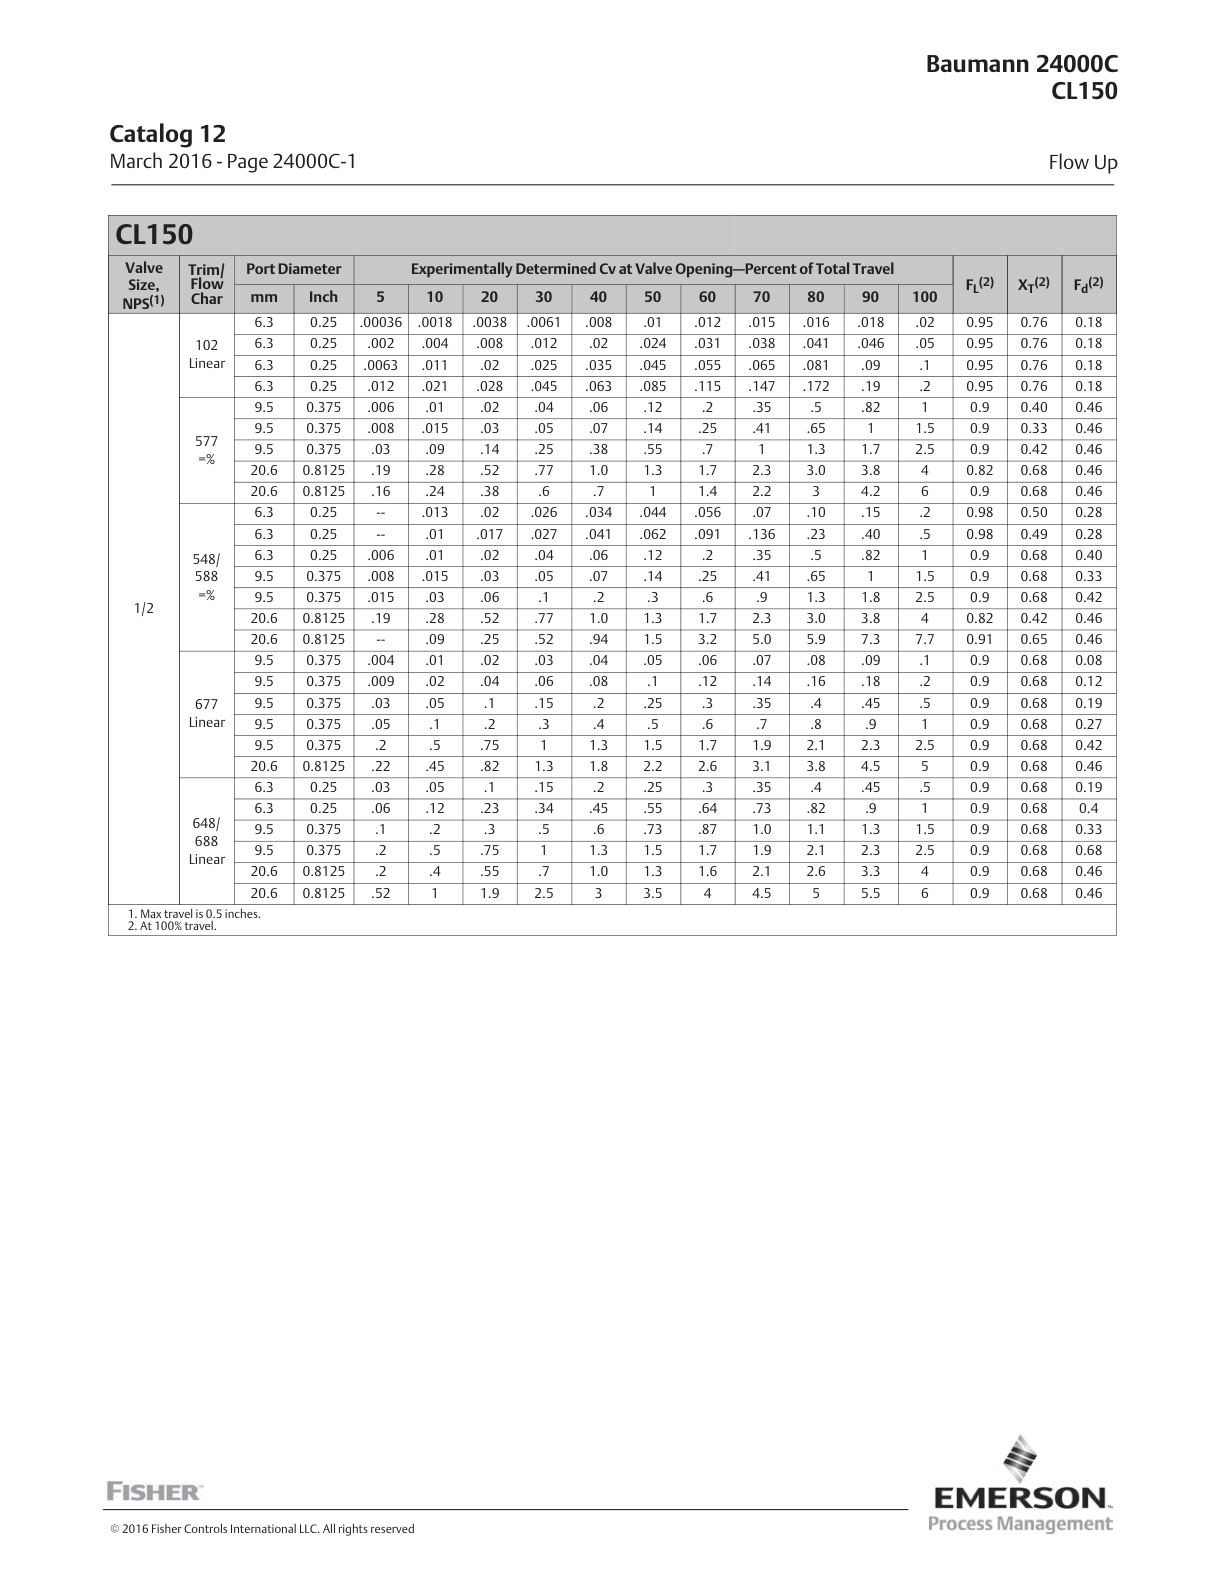 Baumann 24000C
CL150
Catalog 12
March 2016 - Page 24000C-1
Flow Up
CL150
Valve Size, NPS(1) Trim/ Flow Char Port Diameter Experimentally Determined Cv at Valve Opening—Percent of Total Travel FL(2) XT(2) Fd(2)
mm Inch 5 10 20 30 40 50 60 70 80 90 100
1/2
102 Linear
6.3 0.25 .00036 .0018 .0038 .0061 .008 .01 .012 .015 .016 .018 .02 0.95 0.76 0.18
6.3 0.25 .002 .004 .008 .012 .02 .024 .031 .038 .041 .046 .05 0.95 0.76 0.18
6.3 0.25 .0063 .011 .02 .025 .035 .045 .055 .065 .081 .09 .1 0.95 0.76 0.18
6.3 0.25 .012 .021 .028 .045 .063 .085 .115 .147 .172 .19 .2 0.95 0.76 0.18
577 =%
9.5 0.375 .006 .01 .02 .04 .06 .12 .2 .35 .5 .82 1 0.9 0.40 0.46
9.5 0.375 .008 .015 .03 .05 .07 .14 .25 .41 .65 1 1.5 0.9 0.33 0.46
9.5 0.375 .03 .09 .14 .25 .38 .55 .7 1 1.3 1.7 2.5 0.9 0.42 0.46
20.6 0.8125 .19 .28 .52 .77 1.0 1.3 1.7 2.3 3.0 3.8 4 0.82 0.68 0.46
20.6 0.8125 .16 .24 .38 .6 .7 1 1.4 2.2 3 4.2 6 0.9 0.68 0.46
548/ 588 =%
6.3 0.25 -- .013 .02 .026 .034 .044 .056 .07 .10 .15 .2 0.98 0.50 0.28
6.3 0.25 -- .01 .017 .027 .041 .062 .091 .136 .23 .40 .5 0.98 0.49 0.28
6.3 0.25 .006 .01 .02 .04 .06 .12 .2 .35 .5 .82 1 0.9 0.68 0.40
9.5 0.375 .008 .015 .03 .05 .07 .14 .25 .41 .65 1 1.5 0.9 0.68 0.33
9.5 0.375 .015 .03 .06 .1 .2 .3 .6 .9 1.3 1.8 2.5 0.9 0.68 0.42
20.6 0.8125 .19 .28 .52 .77 1.0 1.3 1.7 2.3 3.0 3.8 4 0.82 0.42 0.46
20.6 0.8125 -- .09 .25 .52 .94 1.5 3.2 5.0 5.9 7.3 7.7 0.91 0.65 0.46
677 Linear
9.5 0.375 .004 .01 .02 .03 .04 .05 .06 .07 .08 .09 .1 0.9 0.68 0.08
9.5 0.375 .009 .02 .04 .06 .08 .1 .12 .14 .16 .18 .2 0.9 0.68 0.12
9.5 0.375 .03 .05 .1 .15 .2 .25 .3 .35 .4 .45 .5 0.9 0.68 0.19
9.5 0.375 .05 .1 .2 .3 .4 .5 .6 .7 .8 .9 1 0.9 0.68 0.27
9.5 0.375 .2 .5 .75 1 1.3 1.5 1.7 1.9 2.1 2.3 2.5 0.9 0.68 0.42
20.6 0.8125 .22 .45 .82 1.3 1.8 2.2 2.6 3.1 3.8 4.5 5 0.9 0.68 0.46
648/ 688 Linear
6.3 0.25 .03 .05 .1 .15 .2 .25 .3 .35 .4 .45 .5 0.9 0.68 0.19
6.3 0.25 .06 .12 .23 .34 .45 .55 .64 .73 .82 .9 1 0.9 0.68 0.4
9.5 0.375 .1 .2 .3 .5 .6 .73 .87 1.0 1.1 1.3 1.5 0.9 0.68 0.33
9.5 0.375 .2 .5 .75 1 1.3 1.5 1.7 1.9 2.1 2.3 2.5 0.9 0.68 0.68
20.6 0.8125 .2 .4 .55 .7 1.0 1.3 1.6 2.1 2.6 3.3 4 0.9 0.68 0.46
20.6 0.8125 .52 1 1.9 2.5 3 3.5 4 4.5 5 5.5 6 0.9 0.68 0.46
1. Max travel is 0.5 inches.
2. At 100% travel.
FISHER™
EMERSON™
Process Management
© 2016 Fisher Controls International LLC. All rights reserved